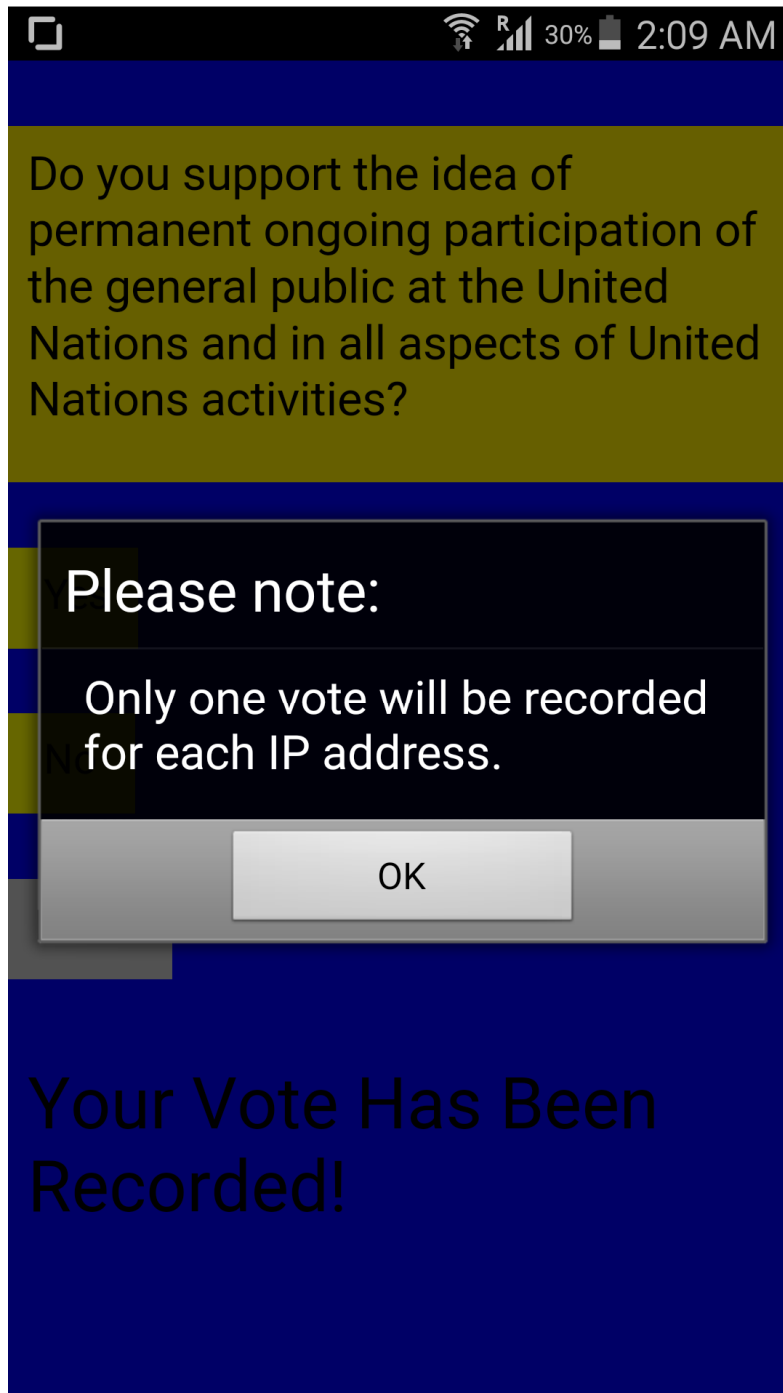 R 30% 2:09 AM
Do you support the idea of
permanent ongoing participation of
the general public at the United
Nations and in all aspects of United
Nations activities?
Yes
Please note:
Only one vote will be recorded
No
for each IP address.
OK
Your Vote Has Been
Recorded!